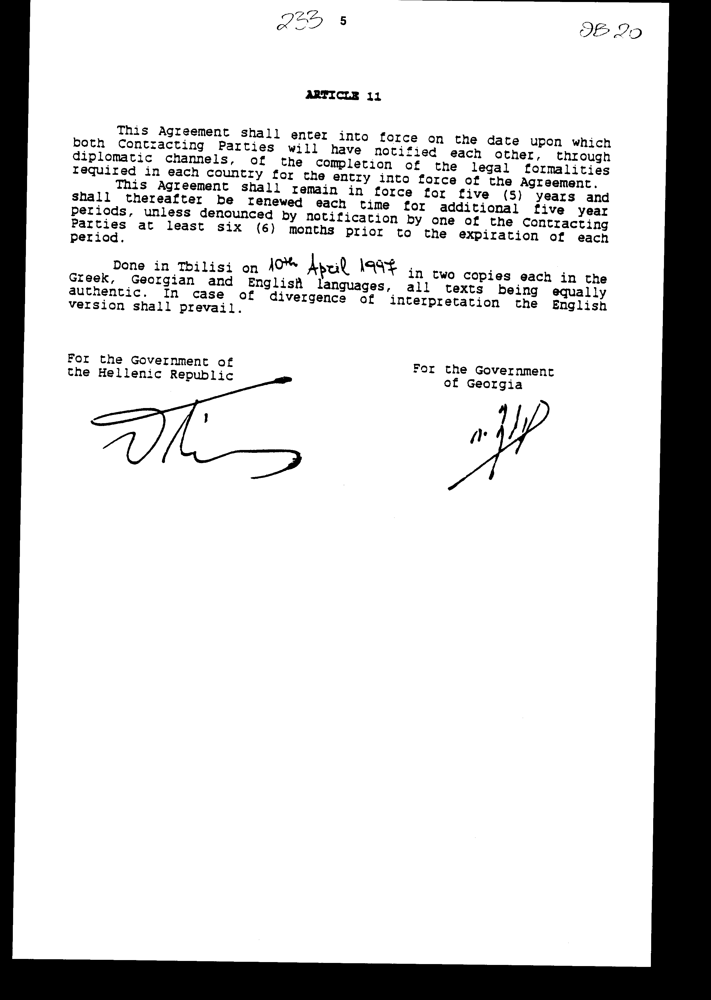 233 5
20
ARTICLE 11
This Agreement shall enter into force on the date upon which
both Contracting Parties will have notified each other, through
diplomatic channels, of the completion of the legal formalities
required in each country for the entry into force of the Agreement.
This Agreement shall remain in force for five (5) years and
shall thereafter be renewed each time for additional five year
periods, unless denounced by notification by one of the Contracting
Parties at least six (6) months prior to the expiration of each
period.
Done in Tbilisi on 10th April 1997 in two copies each in the
Greek, Georgian and English languages, all texts being equally
authentic. In case of divergence of interpretation the English
version shall prevail.
For the Government of
the Hellenic Republic
For the Government
of Georgia